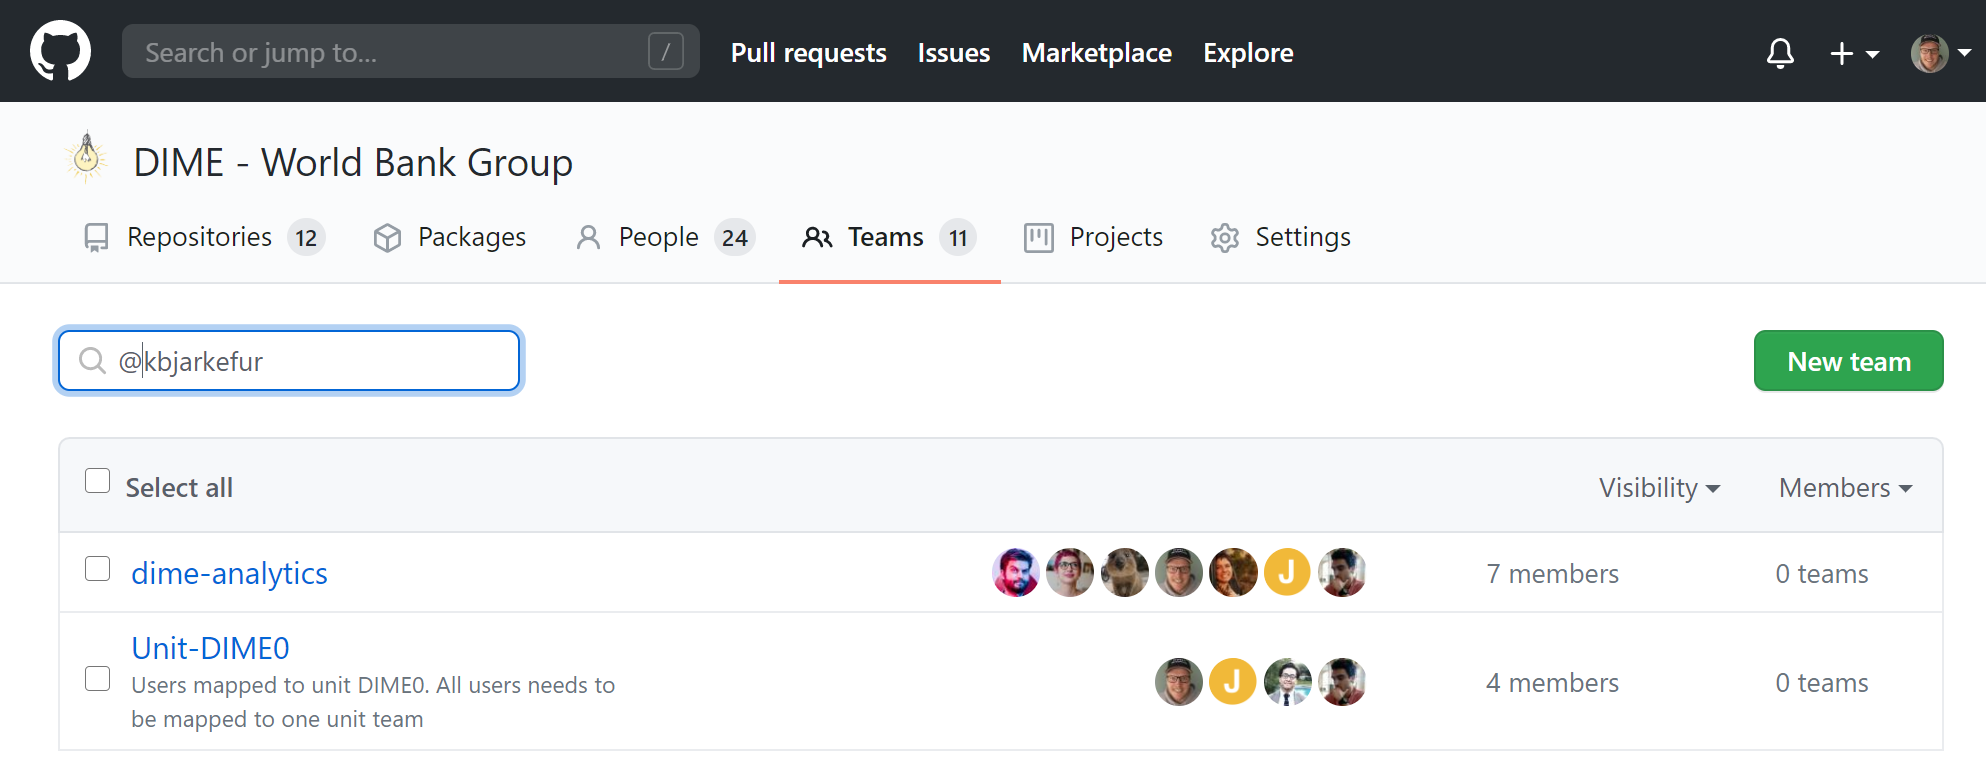 Search or jump to... / Pull requests Issues Marketplace Explore
DIME - World Bank Group
Repositories 12 Packages People 24 Teams 11 Projects Settings
@kbjarkefur New team
Select all Visibility Members
dime-analytics J 7 members 0 teams
Unit-DIME0
Users mapped to unit DIME0. All users needs to
be mapped to one unit team
J 4 members 0 teams